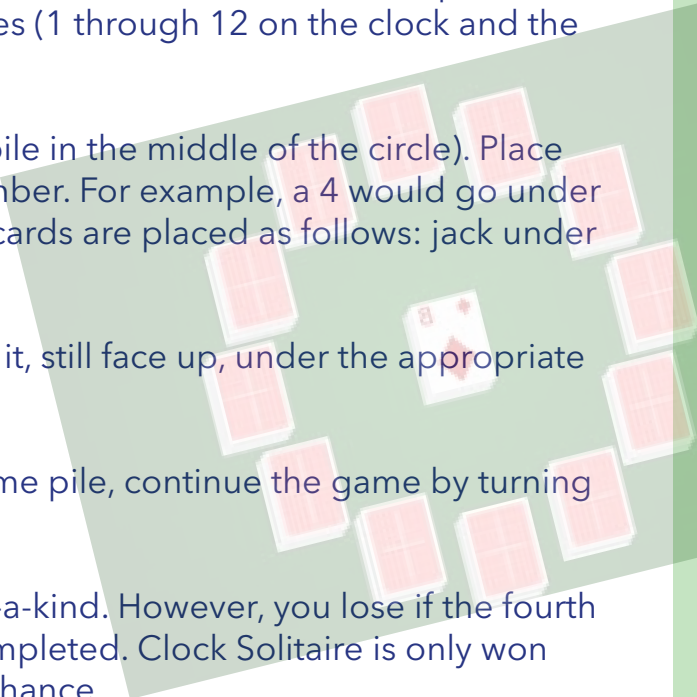 es (1 through 12 on the clock and the
pile in the middle of the circle). Place
mber. For example, a 4 would go under
cards are placed as follows: jack under
it, still face up, under the appropriate
me pile, continue the game by turning
-a-kind. However, you lose if the fourth
mpleted. Clock Solitaire is only won
hance